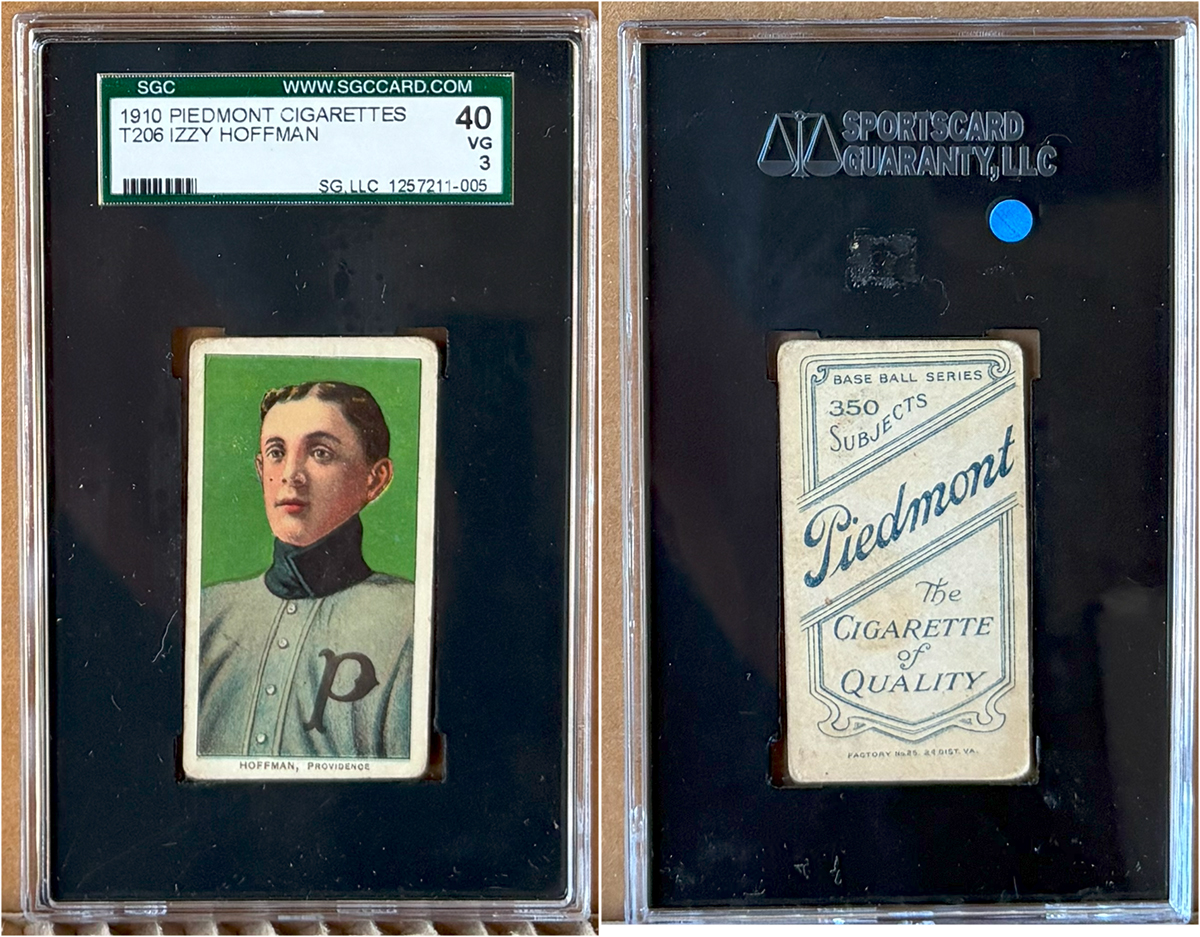 SGC WWW.SGCCARD.COM
1910 PIEDMONT CIGARETTES
T206 IZZY HOFFMAN
40
VG
3
SG,LLC 1257211-005
P
HOFFMAN, PROVIDENCE
SPORTSCARD
GUARANTY, LLC
BASE BALL SERIES
350
SUBJECTS
Piedmont
The
CIGARETTE
of
QUALITY
FACTORY No 25. 2d DIST. VA.